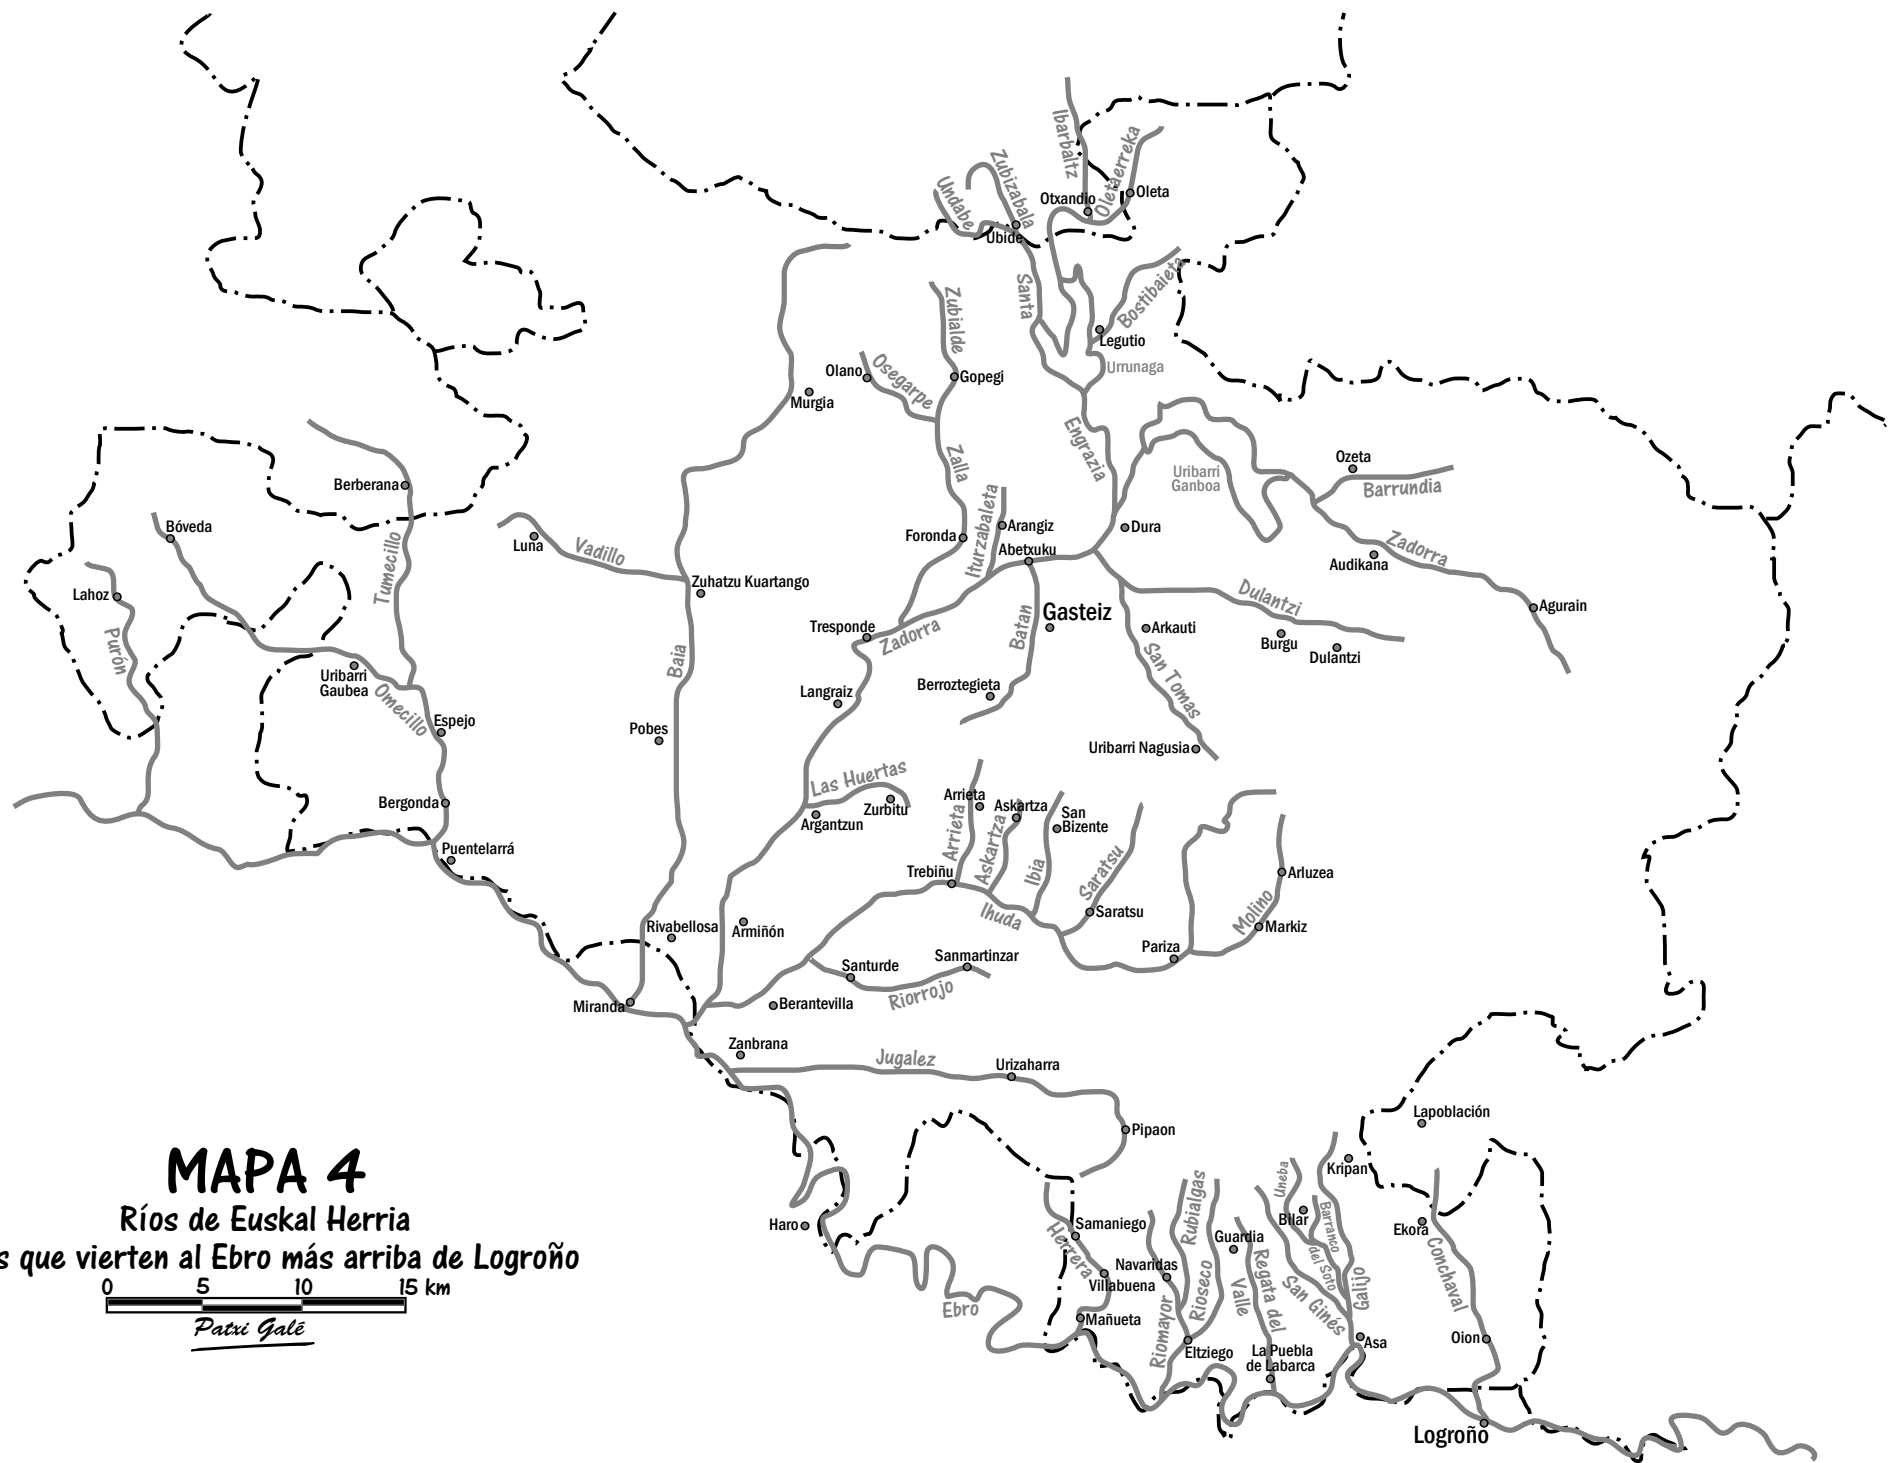 Ibarbaltz
Oletaerreka
Zubizabala
Undabe
Otxandio
Oleta
Ubide
Santa
Bostibaieta
Zubialde
Legutio
Urrunaga
Olano
Osegarpe
Gopegi
Murgia
Engrazia
Zalla
Ozeta
Uribarri
Ganboa
Barrundia
Berberana
Bóveda
Luna
Vadillo
Tumecillo
Foronda
Iturzabaleta
Arangiz
Abetxuku
Dura
Zadorra
Audikana
Zuhatzu Kuartango
Lahoz
Purón
Gasteiz
Dulantzi
Agurain
Tresponde
Zadorra
Batan
Arkauti
Burgu
Dulantzi
Baia
San Tomas
Uribarri
Gaubea
Omecillo
Langraiz
Berroztegieta
Espejo
Pobes
Uribarri Nagusia
Las Huertas
Bergonda
Argantzun
Zurbitu
Arrieta
Arrieta
Askartza
Askartza
San
Bizente
Ibia
Saratsu
Puentelarrá
Trebiñu
Ihuda
Saratsu
Arluzea
Molino
Markiz
Rivabellosa
Armiñón
Pariza
Santurde
Sanmartinzar
Riorrojo
Miranda
Berantevilla
Zanbrana
Jugalez
Urizaharra
Pipaon
Lapoblación
Kripan
MAPA 4
Ríos de Euskal Herria
s que vierten al Ebro más arriba de Logroño
0 5 10 15 km
Patxi Galé
Haro
Ebro
Samaniego
Herrera
Villabuena
Mañueta
Navaridas
Riomayor
Rubialgas
Rioseco
Eltziego
Guardia
Regata del
Valle
La Puebla
de Labarca
Uneba
Bilar
Barranco
del Soto
San Ginés
Galijo
Asa
Ekora
Conchaval
Oion
Logroño